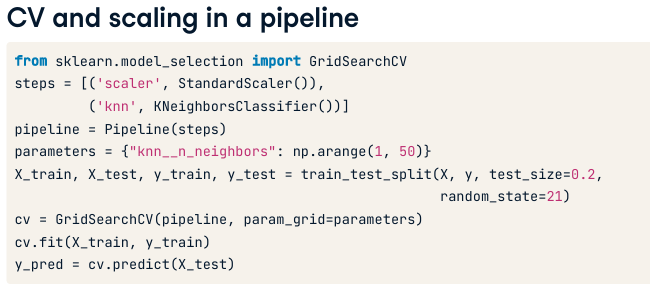 CV and scaling in a pipeline
from sklearn.model_selection import GridSearchCV
steps = [('scaler', StandardScaler()),
         ('knn', KNeighborsClassifier())]
pipeline = Pipeline(steps)
parameters = {"knn__n_neighbors": np.arange(1, 50)}
X_train, X_test, y_train, y_test = train_test_split(X, y, test_size=0.2,
                                                    random_state=21)
cv = GridSearchCV(pipeline, param_grid=parameters)
cv.fit(X_train, y_train)
y_pred = cv.predict(X_test)